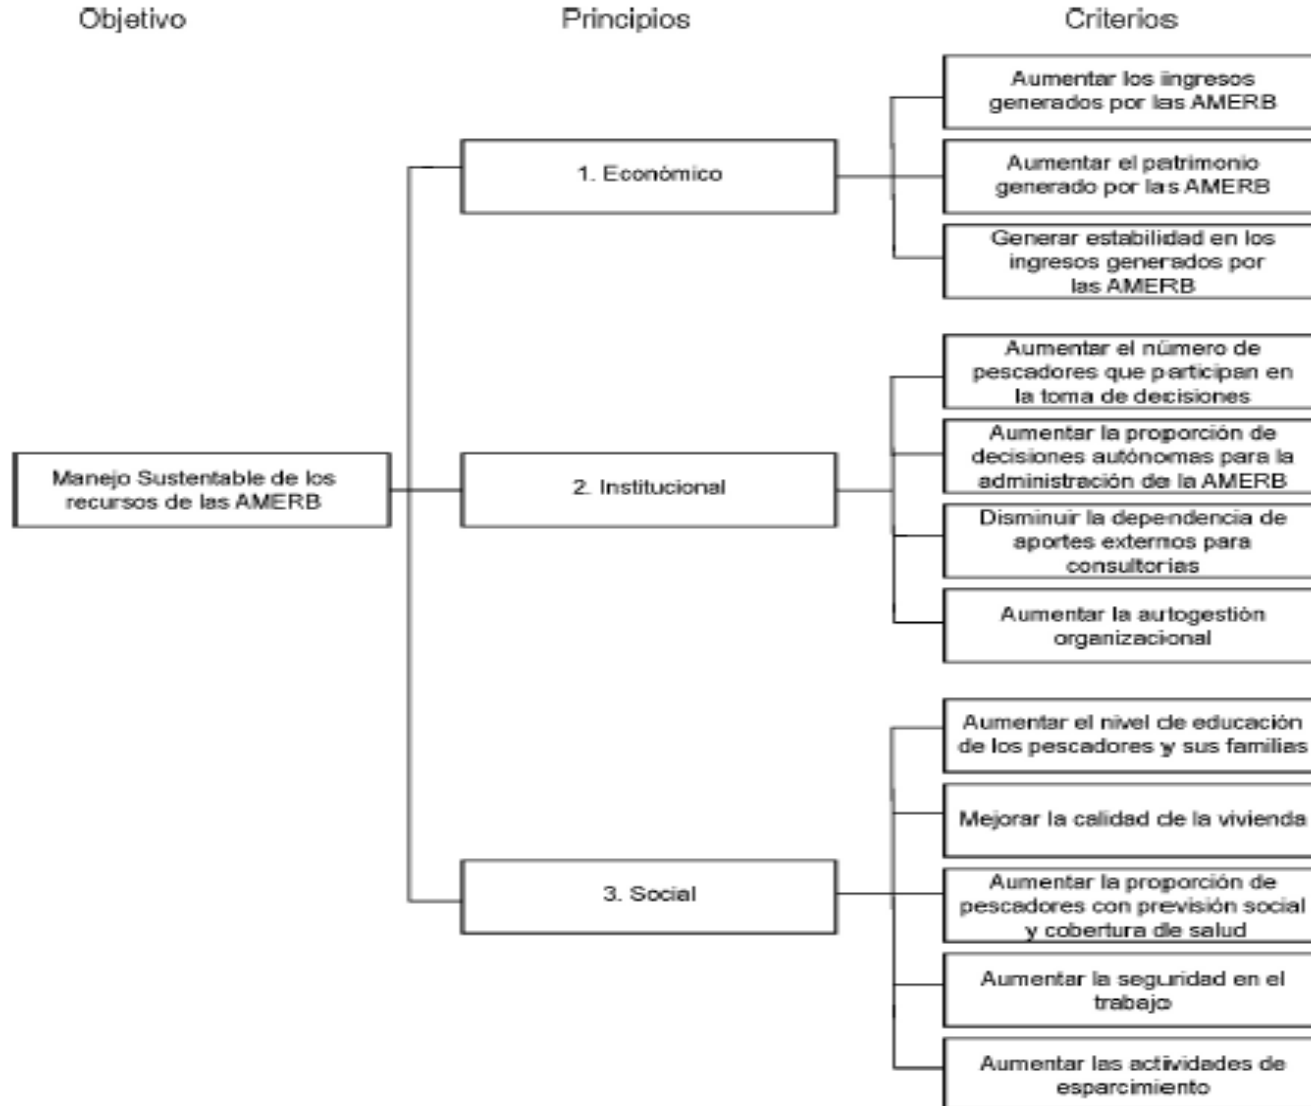 Objetivo
Principios
Criterios
Manejo Sustentable de los
recursos de las AMERB
1. Económico
Aumentar los ingresos
generados por las AMERB
Aumentar el patrimonio
generado por las AMERB
Generar estabilidad en los
ingresos generados por
las AMERB
2. Institucional
Aumentar el número de
pescadores que participan en
la toma de decisiones
Aumentar la proporción de
decisiones autónomas para la
administración de la AMERB
Disminuir la dependencia de
aportes externos para
consultorías
Aumentar la autogestión
organizacional
3. Social
Aumentar el nivel de educación
de los pescadores y sus familias
Mejorar la calidad de la vivienda
Aumentar la proporción de
pescadores con previsión social
y cobertura de salud
Aumentar la seguridad en el
trabajo
Aumentar las actividades de
esparcimiento